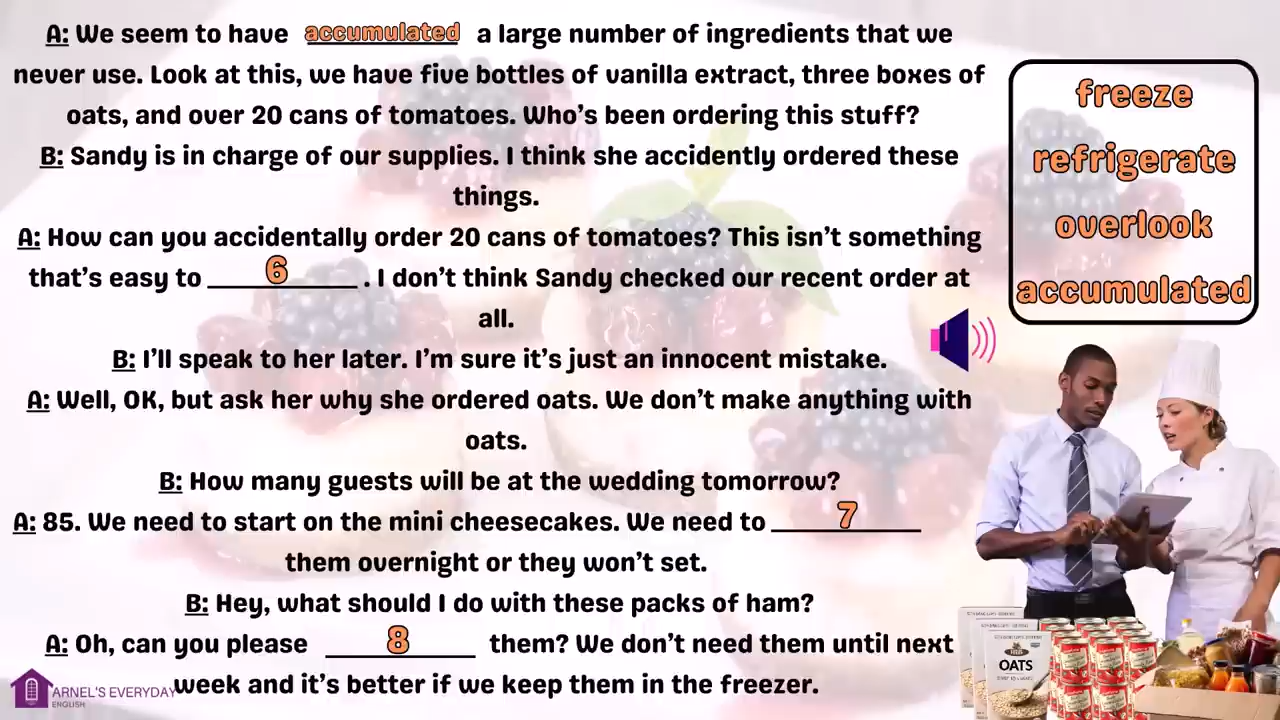 A: We seem to have accumulated a large number of ingredients that we
never use. Look at this, we have five bottles of vanilla extract, three boxes of
oats, and over 20 cans of tomatoes. Who's been ordering this stuff?
B: Sandy is in charge of our supplies. I think she accidently ordered these
things.
A: How can you accidentally order 20 cans of tomatoes? This isn't something
that's easy to 6. I don't think Sandy checked our recent order at
all.
B: I'll speak to her later. I'm sure it's just an innocent mistake.
A: Well, OK, but ask her why she ordered oats. We don't make anything with
oats.
B: How many guests will be at the wedding tomorrow?
A: 85. We need to start on the mini cheesecakes. We need to 7
them overnight or they won't set.
B: Hey, what should I do with these packs of ham?
A: Oh, can you please 8 them? We don't need them until next
week and it's better if we keep them in the freezer.
freeze
refrigerate
overlook
accumulated
OATS
ARNEL'S EVERYDAY
ENGLISH